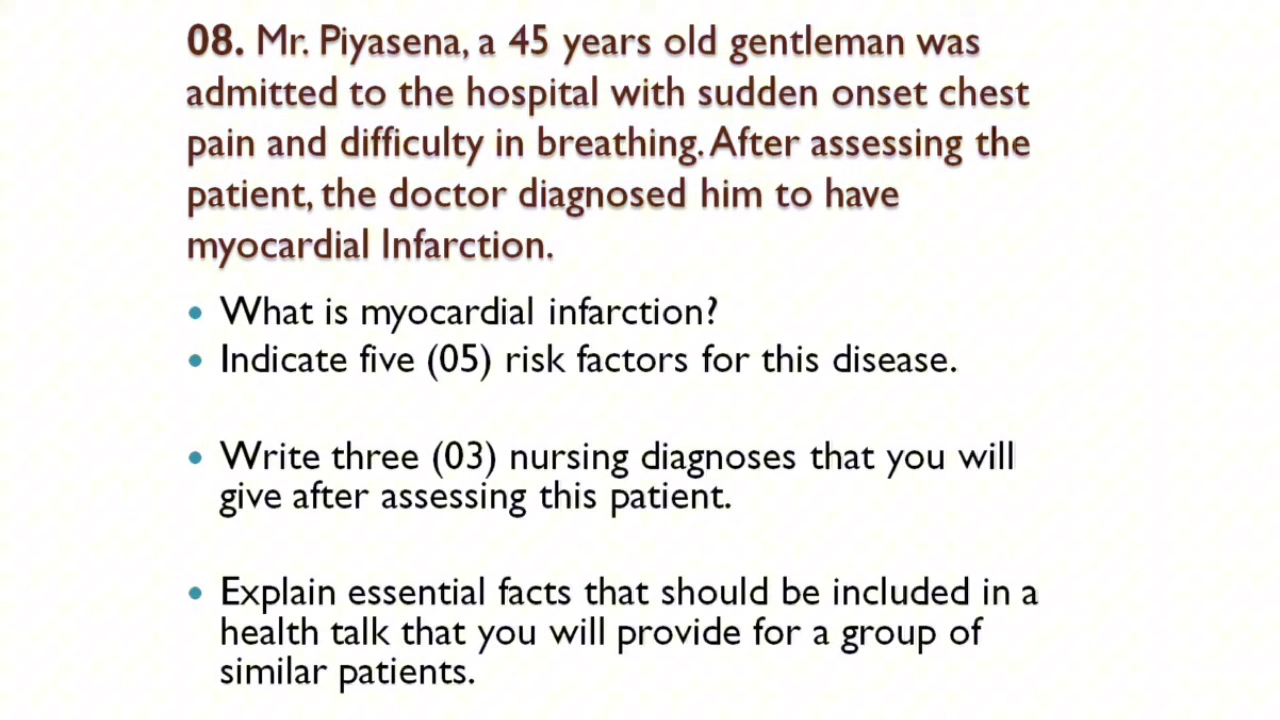 08. Mr. Piyasena, a 45 years old gentleman was
admitted to the hospital with sudden onset chest
pain and difficulty in breathing. After assessing the
patient, the doctor diagnosed him to have
myocardial Infarction.
• What is myocardial infarction?
• Indicate five (05) risk factors for this disease.
• Write three (03) nursing diagnoses that you will
give after assessing this patient.
• Explain essential facts that should be included in a
health talk that you will provide for a group of
similar patients.